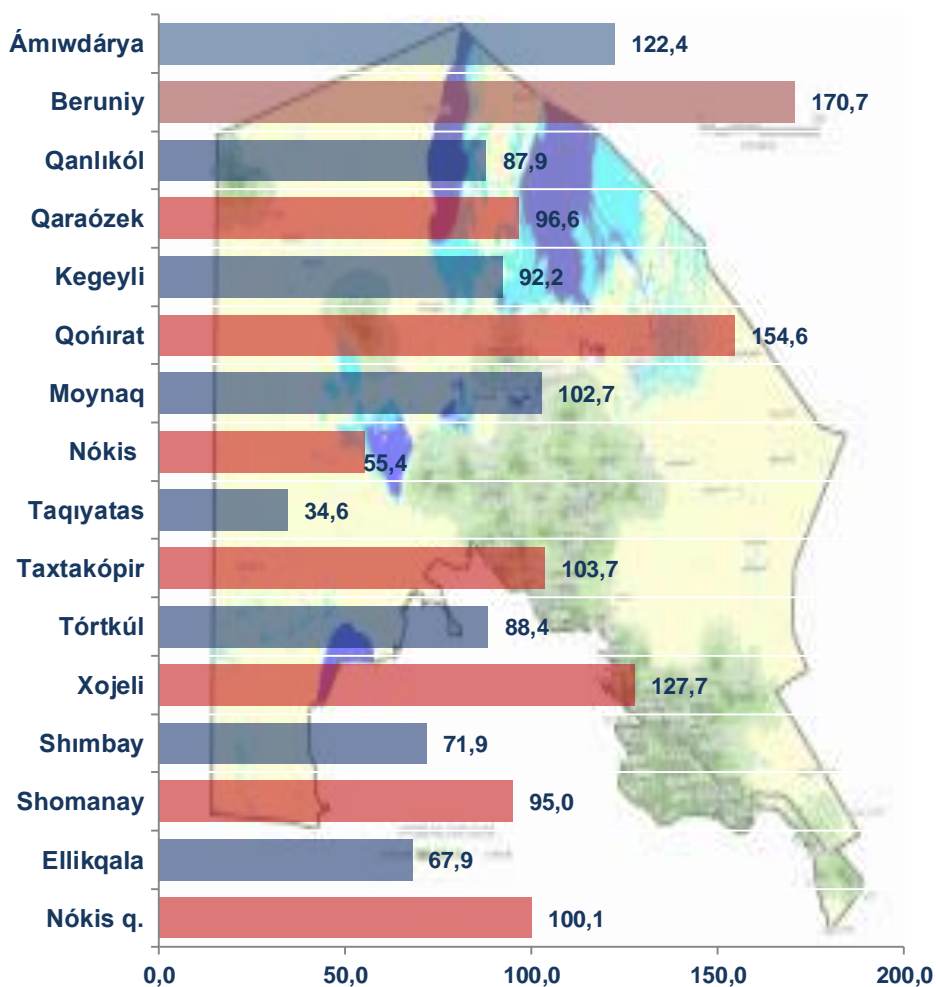 Ámiwdárya 122,4
Beruniy 170,7
Qanlıkól 87,9
Qaraózek 96,6
Kegeyli 92,2
Qońırat 154,6
Moynaq 102,7
Nókis 55,4
Taqıyatas 34,6
Taxtakópir 103,7
Tórtkúl 88,4
Xojeli 127,7
Shımbay 71,9
Shomanay 95,0
Ellikqala 67,9
Nókis q. 100,1
0,0 50,0 100,0 150,0 200,0